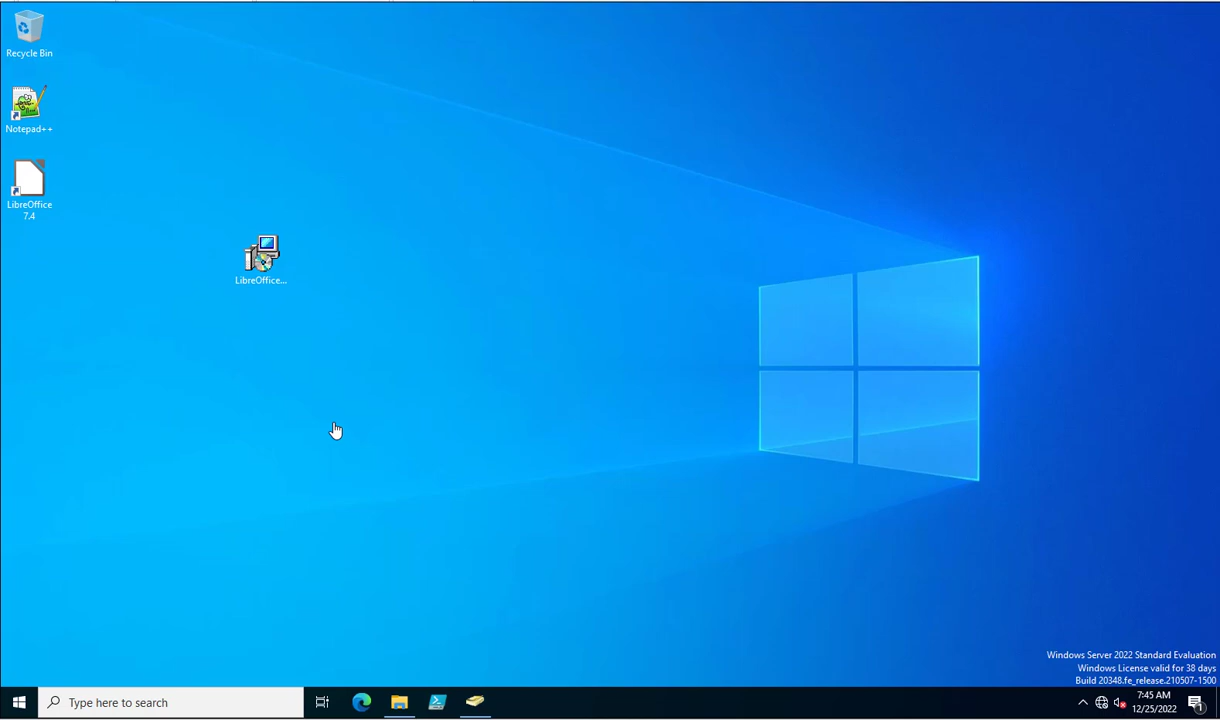 Recycle Bin
Notepad++
LibreOffice
7.4
LibreOffice...
Windows Server 2022 Standard Evaluation
Windows License valid for 38 days
Build 20348.fe_release.210507-1500
Type here to search
7:45 AM
12/25/2022
1